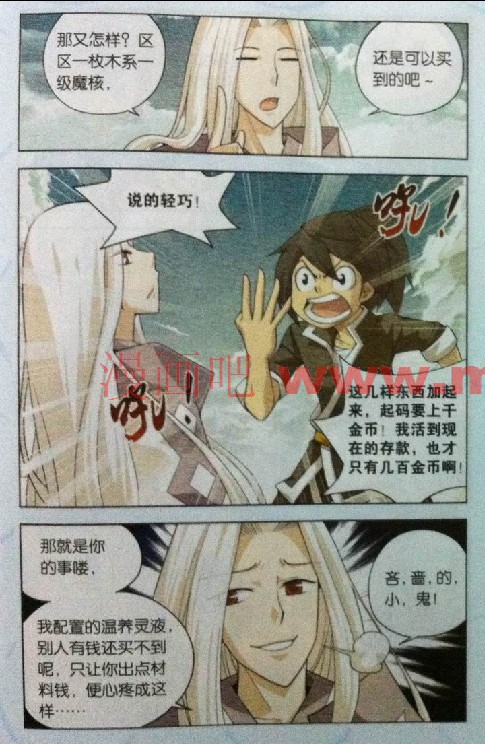 那又怎样？区
区一枚木系一
级魔核，
还是可以买
到的吧~
说的轻巧！
吼！
吼！
这几样东西加起
来，起码要上千
金币！我活到现
在的存款，也才
只有几百金币啊！
漫画吧 www.m
那就是你
的事喽，
我配置的温养灵液，
别人有钱还买不到
呢，只让你出点材
料钱，便心疼成这
样……
吝，啬，的，
小，鬼！